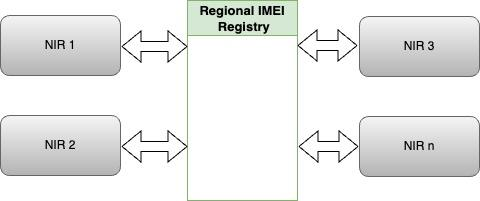 Regional IMEI
Registry
NIR 1
NIR 3
NIR 2
NIR n